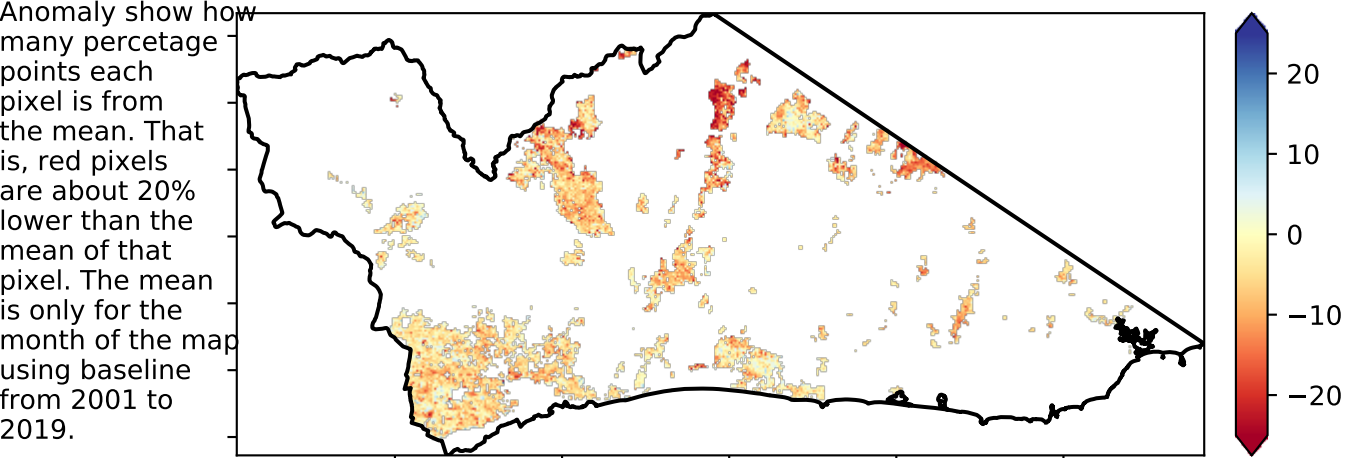 Anomaly show how
many percetage
points each
pixel is from
the mean. That
is, red pixels
are about 20%
lower than the
mean of that
pixel. The mean
is only for the
month of the map
using baseline
from 2001 to
2019.
20
10
0
−10
−20